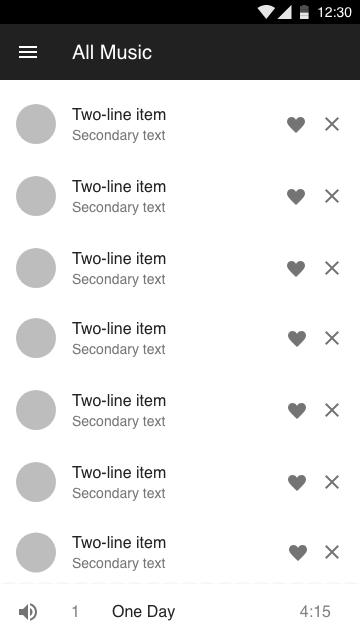 12:30
All Music
Two-line item
Secondary text
Two-line item
Secondary text
Two-line item
Secondary text
Two-line item
Secondary text
Two-line item
Secondary text
Two-line item
Secondary text
Two-line item
Secondary text
1 One Day 4:15